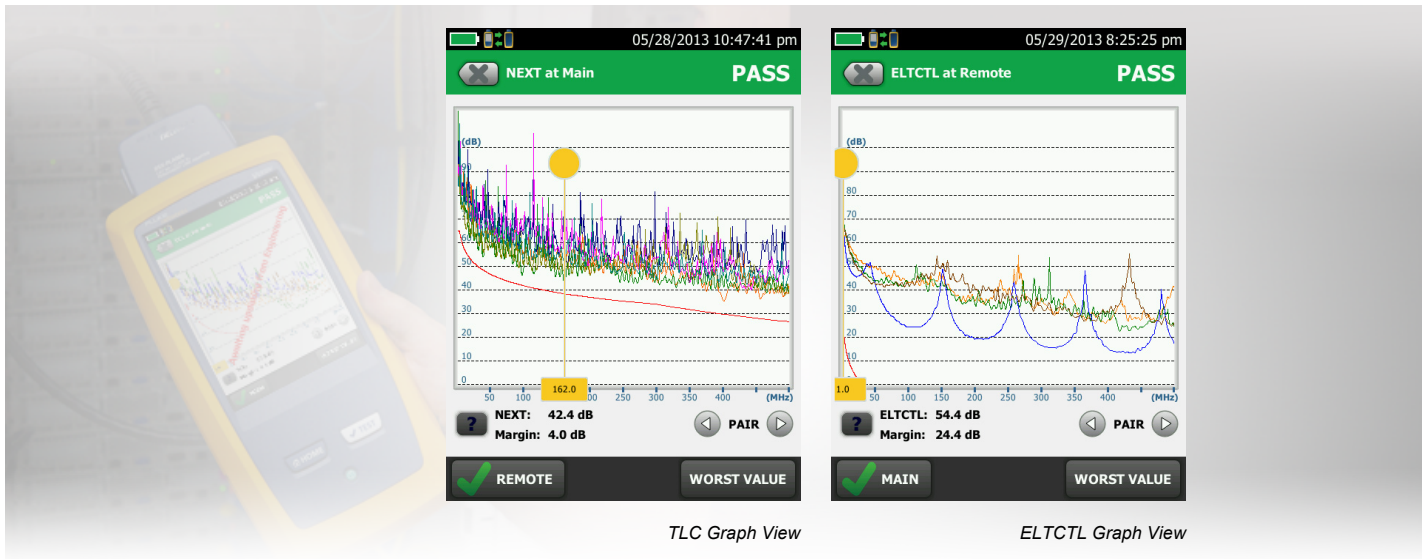 05/28/2013 10:47:41 pm
NEXT at Main PASS
(dB)
90
60
50
40
30
20
10
0
50 100 162.0 250 300 350 400 (MHz)
? NEXT: 42.4 dB
Margin: 4.0 dB
PAIR
REMOTE WORST VALUE
TLC Graph View
05/29/2013 8:25:25 pm
ELTCTL at Remote PASS
(dB)
80
70
60
50
40
30
20
10
1.0 50 100 150 200 250 300 350 400 (MHz)
? ELTCTL: 54.4 dB
Margin: 24.4 dB
PAIR
MAIN WORST VALUE
ELTCTL Graph View